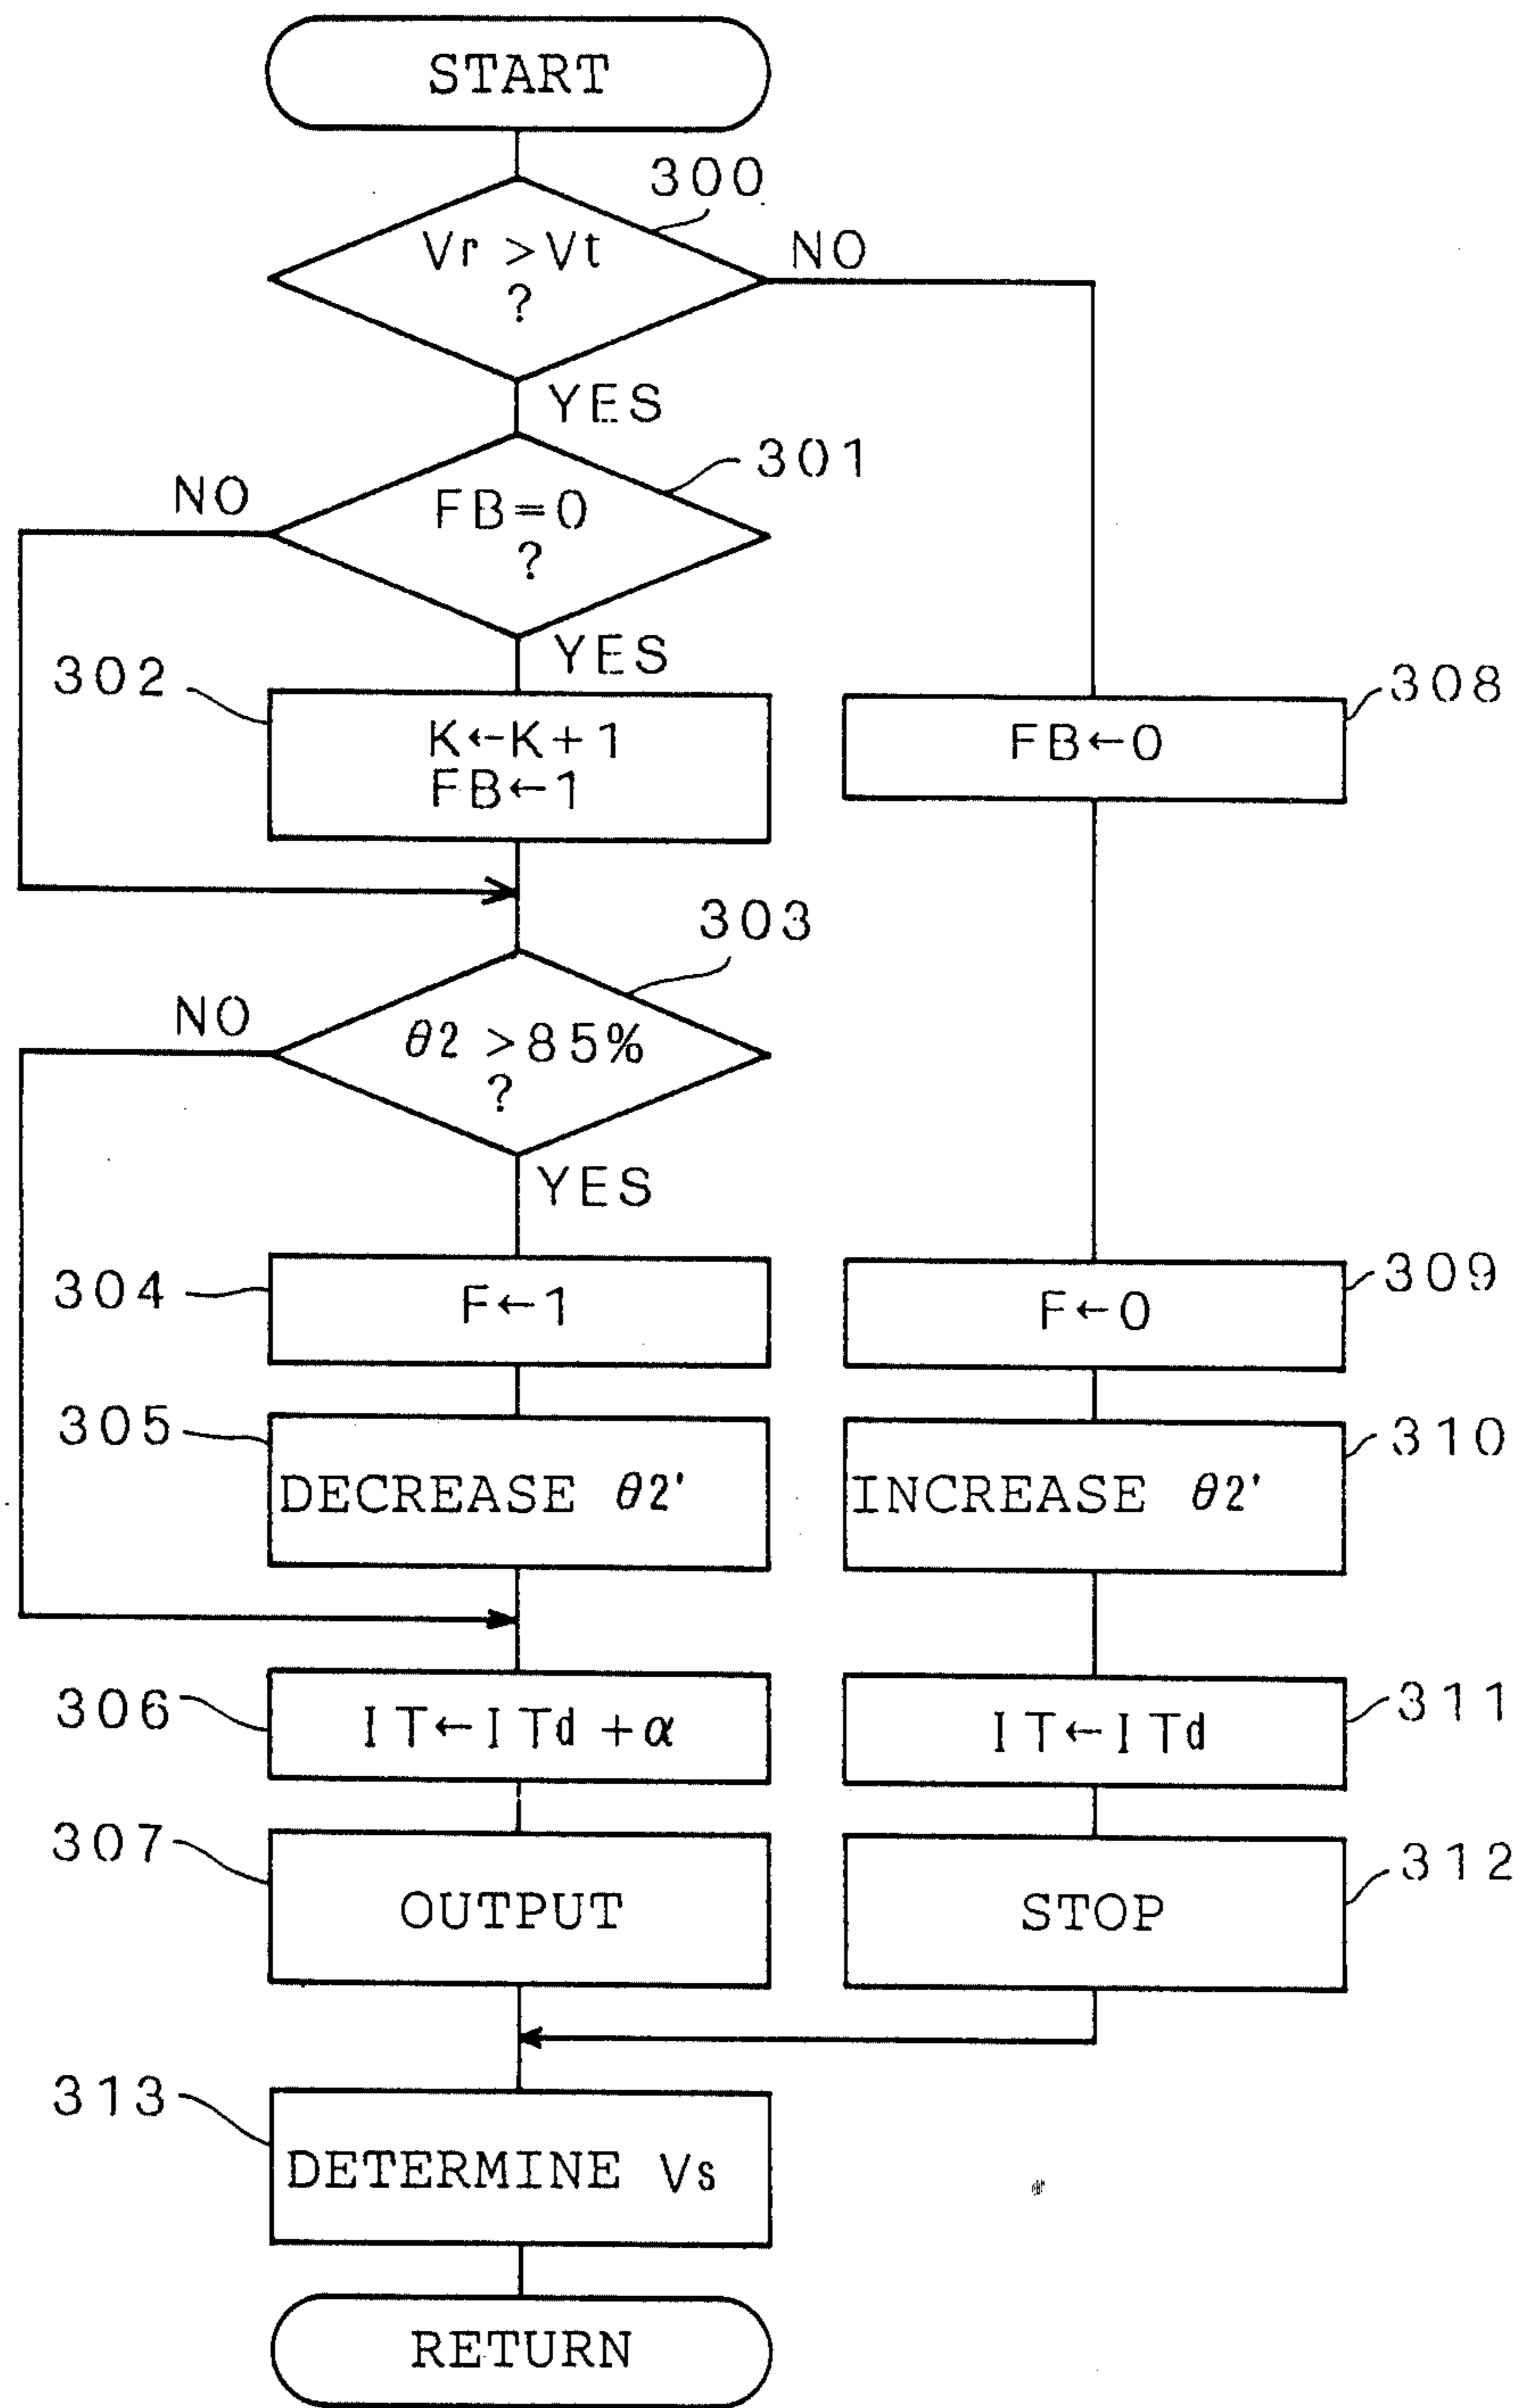 START
300
Vr > Vt
?
NO
YES
301
NO
FB=0
?
YES
302
K←K+1
FB←1
308
FB←0
303
NO
θ2 >85%
?
YES
304
F←1
309
F←0
305
DECREASE θ2'
310
INCREASE θ2'
306
IT←ITd +α
311
IT←ITd
307
OUTPUT
312
STOP
313
DETERMINE Vs
RETURN